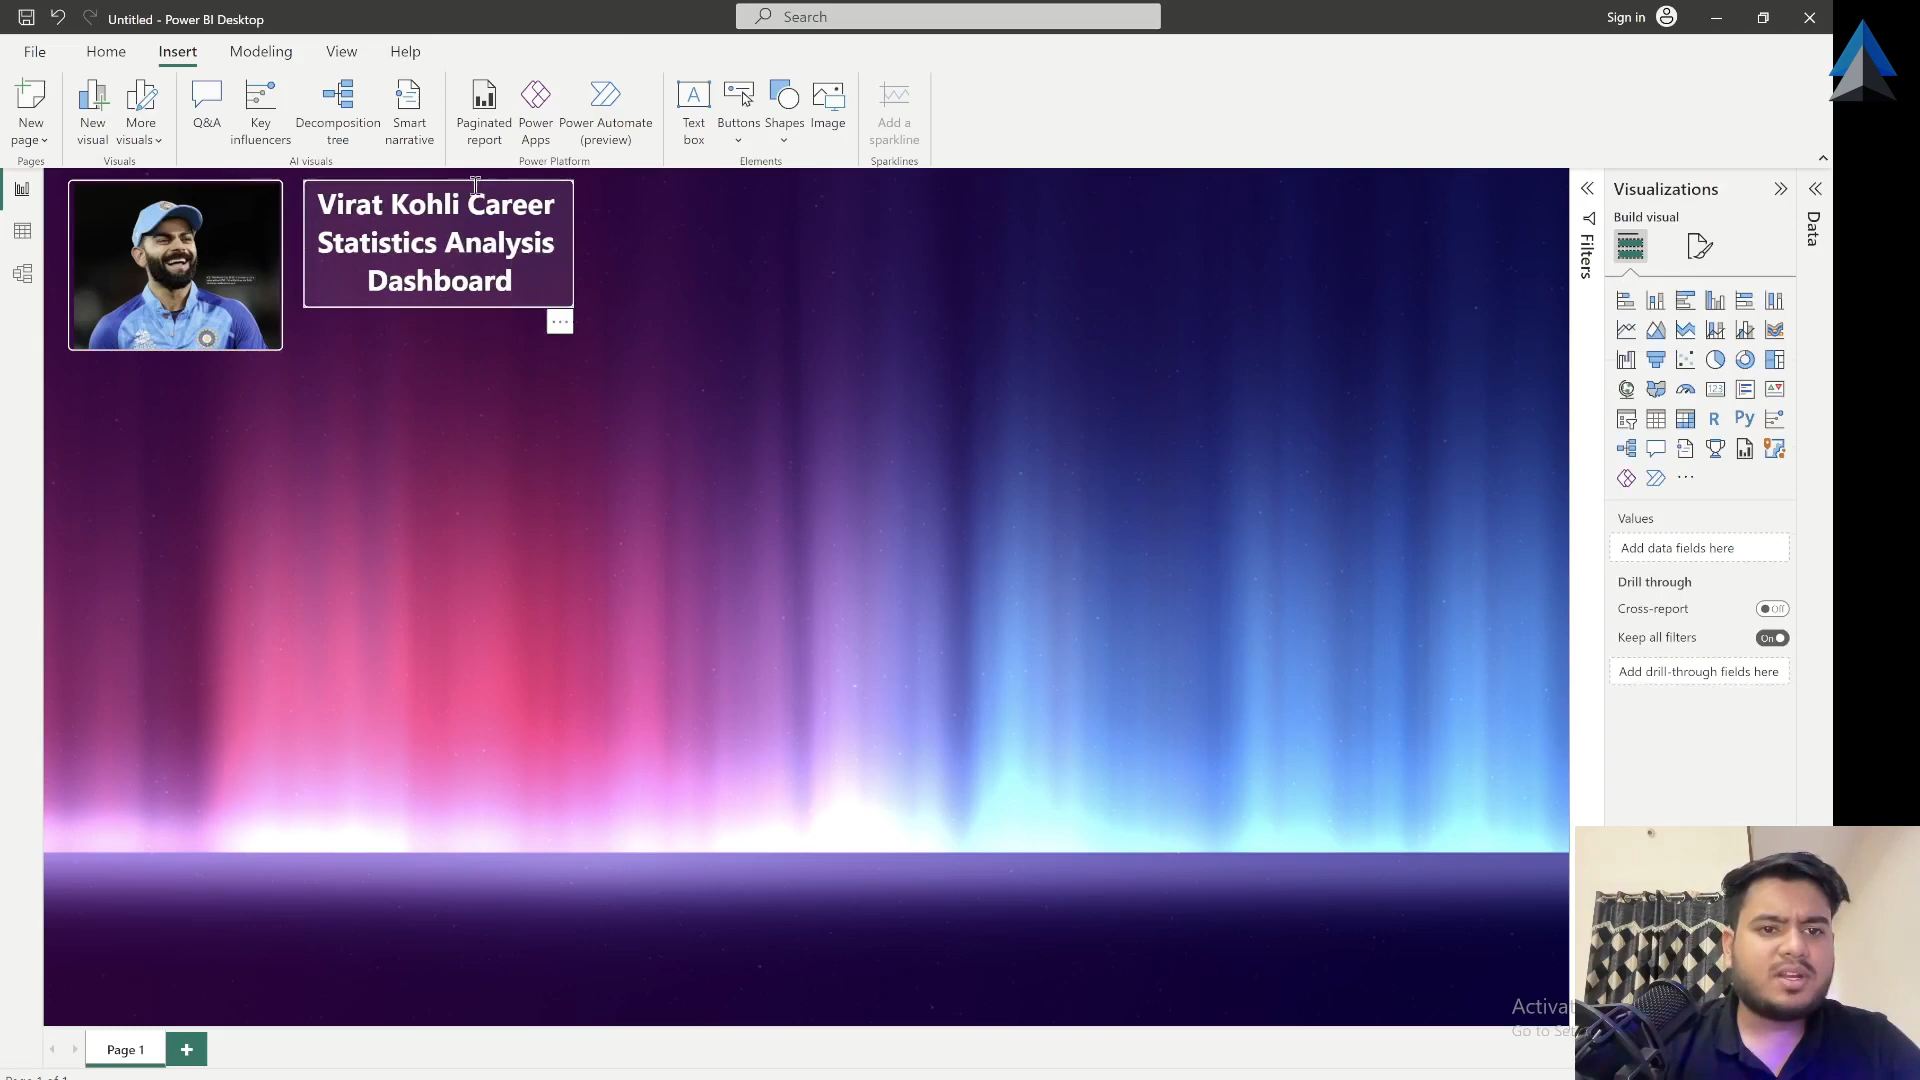 Untitled - Power BI Desktop
Search
Sign in
File
Home
Insert
Modeling
View
Help
New page
New visual
More visuals
Q&A
Key influencers
Decomposition tree
Smart narrative
Paginated report
Power Apps
Power Automate (preview)
Text box
Buttons
Shapes
Image
Add a sparkline
Pages
Visuals
AI visuals
Power Platform
Elements
Sparklines
Virat Kohli Career
Statistics Analysis
Dashboard
Filters
Visualizations
Build visual
Data
123
R
Py
Values
Add data fields here
Drill through
Cross-report
Off
Keep all filters
On
Add drill-through fields here
Page 1